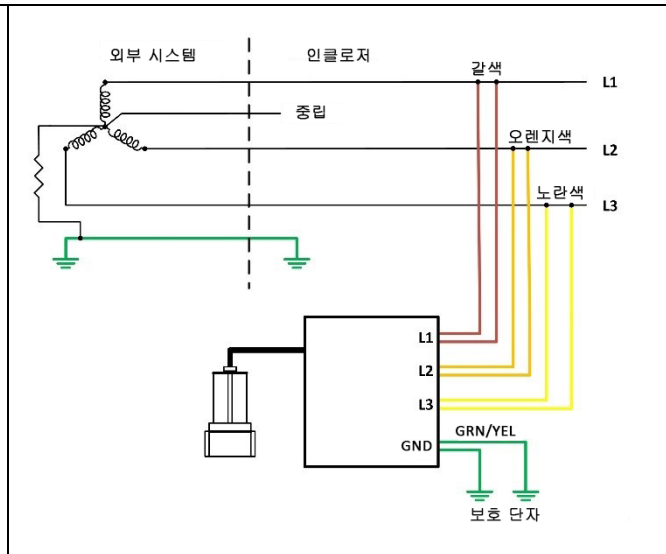 외부 시스템
인클로저
갈색
L1
중립
오렌지색
L2
노란색
L3
L1
L2
L3
GRN/YEL
GND
보호 단자